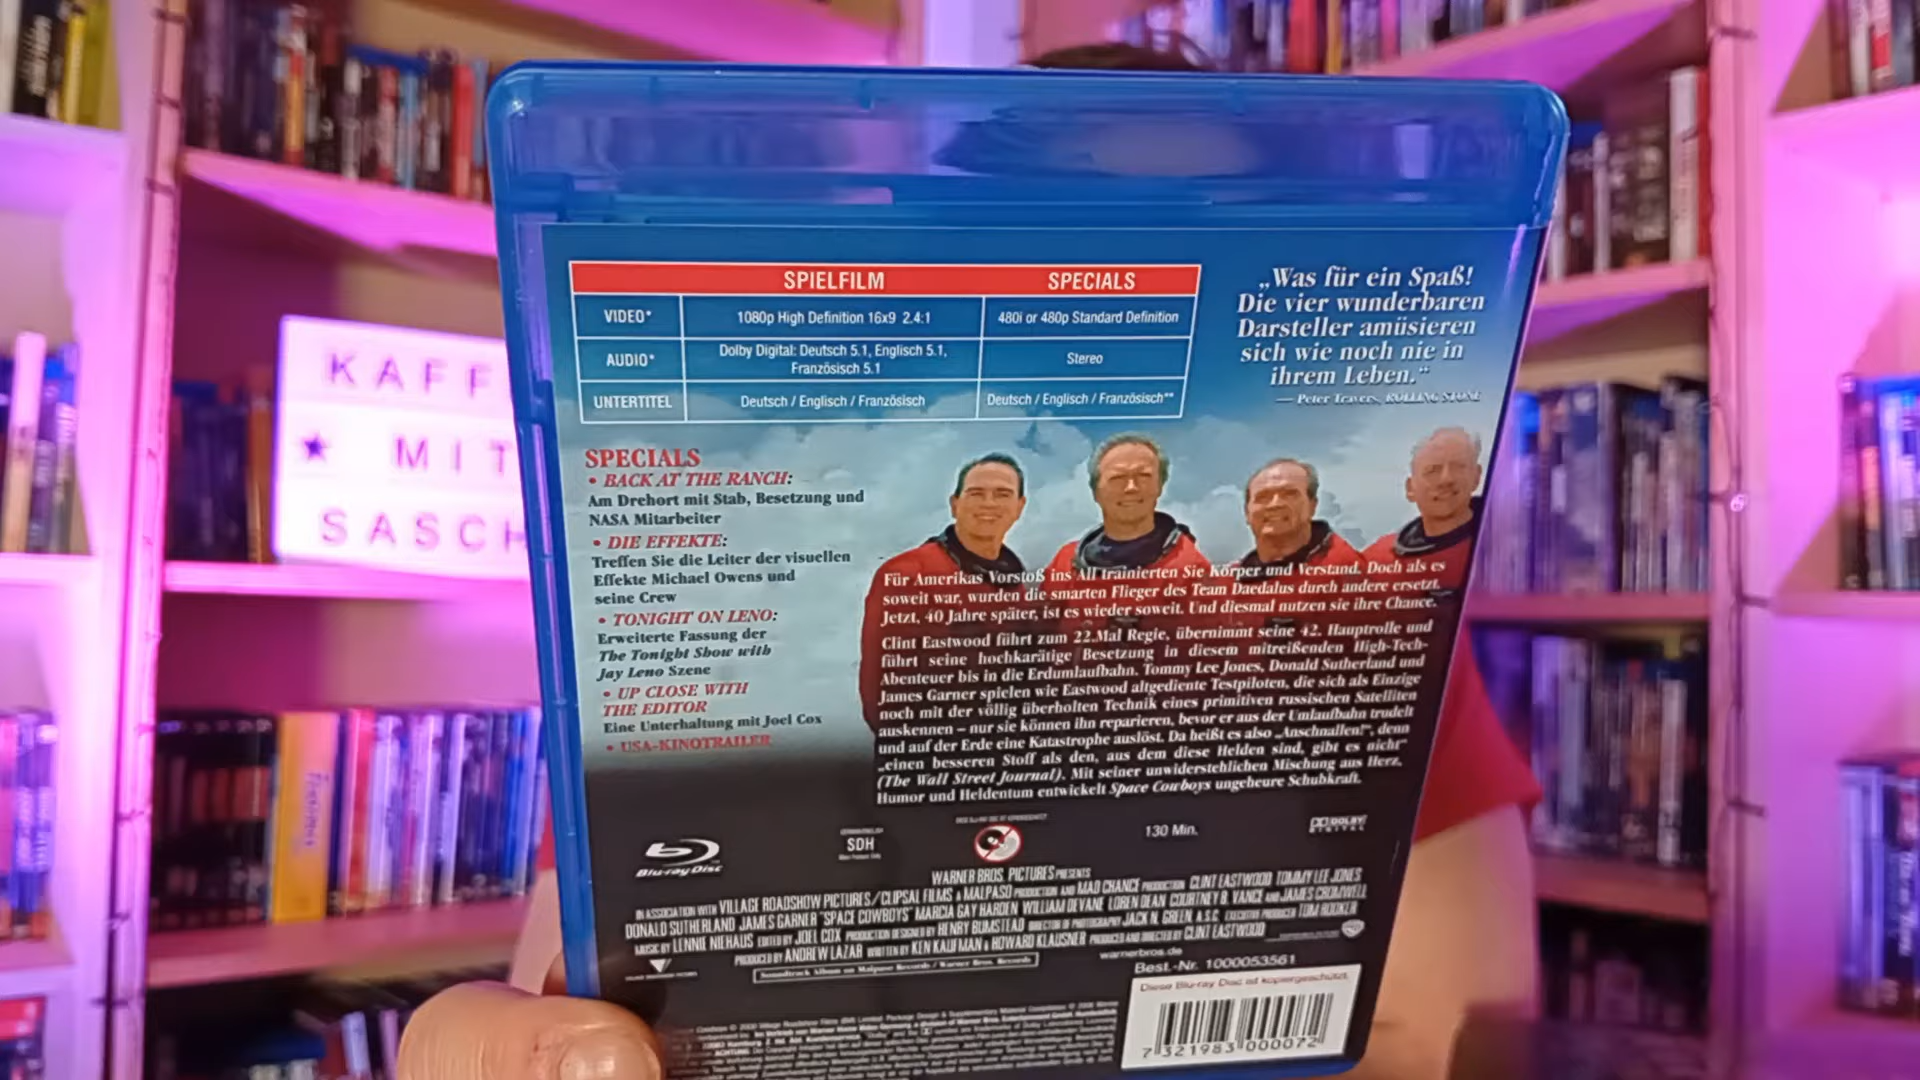 KAFF
★ MIT
SASCH
SPIELFILM SPECIALS
VIDEO* 1080p High Definition 16x9 2.4:1 480i or 480p Standard Definition
AUDIO* Dolby Digital: Deutsch 5.1, Englisch 5.1,
Französisch 5.1 Stereo
UNTERTITEL Deutsch / Englisch / Französisch Deutsch / Englisch / Französisch**
„Was für ein Spaß!
Die vier wunderbaren
Darsteller amüsieren
sich wie noch nie in
ihrem Leben.“
— Peter Travers, ROLLING STONE
SPECIALS
• BACK AT THE RANCH:
Am Drehort mit Stab, Besetzung und
NASA Mitarbeiter
• DIE EFFEKTE:
Treffen Sie die Leiter der visuellen
Effekte Michael Owens und
seine Crew
• TONIGHT ON LENO:
Erweiterte Fassung der
The Tonight Show with
Jay Leno Szene
• UP CLOSE WITH
THE EDITOR
Eine Unterhaltung mit Joel Cox
• USA-KINOTRAILER
Für Amerikas Vorstoß ins All trainierten Sie Körper und Verstand. Doch als es
soweit war, wurden die smarten Flieger des Team Daedalus durch andere ersetzt.
Jetzt, 40 Jahre später, ist es wieder soweit. Und diesmal nutzen sie ihre Chance.
Clint Eastwood führt zum 22.Mal Regie, übernimmt seine 42. Hauptrolle und
führt seine hochkarätige Besetzung in diesem mitreißenden High-Tech-
Abenteuer bis in die Erdumlaufbahn. Tommy Lee Jones, Donald Sutherland und
James Garner spielen wie Eastwood altgediente Testpiloten, die sich als Einzige
noch mit der völlig überholten Technik eines primitiven russischen Satelliten
auskennen – nur sie können ihn reparieren, bevor er aus der Umlaufbahn trudelt
und auf der Erde eine Katastrophe auslöst. Da heißt es also „Anschnallen!“, denn
„einen besseren Stoff als den, aus dem diese Helden sind, gibt es nicht“
(The Wall Street Journal). Mit seiner unwiderstehlichen Mischung aus Herz,
Humor und Heldentum entwickelt Space Cowboys ungeheure Schubkraft.
Blu-ray Disc
SDH
130 Min.
DOLBY
DIGITAL
WARNER BROS. PICTURES PRESENTS
IN ASSOCIATION WITH VILLAGE ROADSHOW PICTURES/CLIPSAL FILMS A MALPASO PRODUCTION AND MAD CHANCE PRODUCTION CLINT EASTWOOD TOMMY LEE JONES
DONALD SUTHERLAND JAMES GARNER "SPACE COWBOYS" MARCIA GAY HARDEN WILLIAM DEVANE LOREN DEAN COURTNEY B. VANCE AND JAMES CROMWELL
MUSIC BY LENNIE NIEHAUS EDITED BY JOEL COX PRODUCTION DESIGNED BY HENRY BUMSTEAD DIRECTOR OF PHOTOGRAPHY JACK N. GREEN, A.S.C. EXECUTIVE PRODUCER TOM ROOKER
PRODUCED BY ANDREW LAZAR WRITTEN BY KEN KAUFMAN & HOWARD KLAUSNER PRODUCED AND DIRECTED BY CLINT EASTWOOD
Soundtrack Album on Malpaso Records / Warner Bros. Records
warnerbros.de
Best.-Nr. 1000053561
Diese Blu-ray Disc ist kopiergeschützt.
7 321983 000072